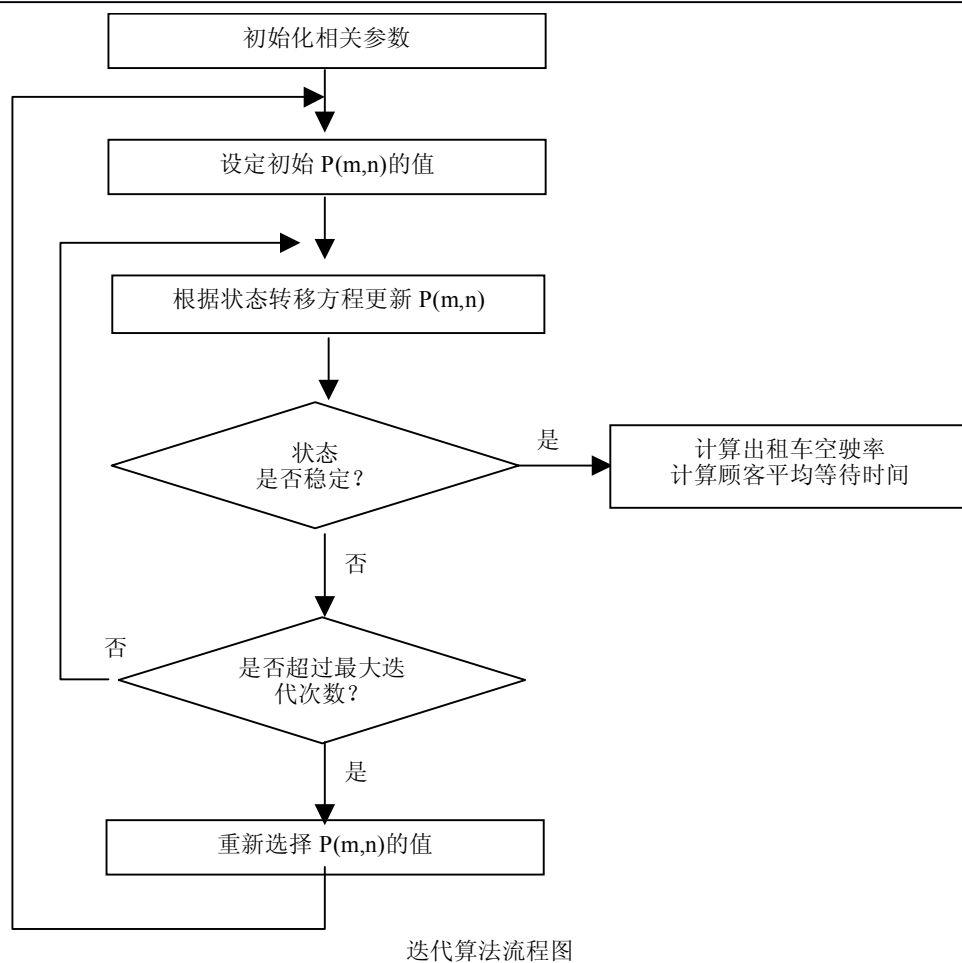 初始化相关参数
设定初始 P(m,n)的值
根据状态转移方程更新 P(m,n)
状态
是否稳定？
是
计算出租车空驶率
计算顾客平均等待时间
否
否
是否超过最大迭
代次数？
是
重新选择 P(m,n)的值
迭代算法流程图